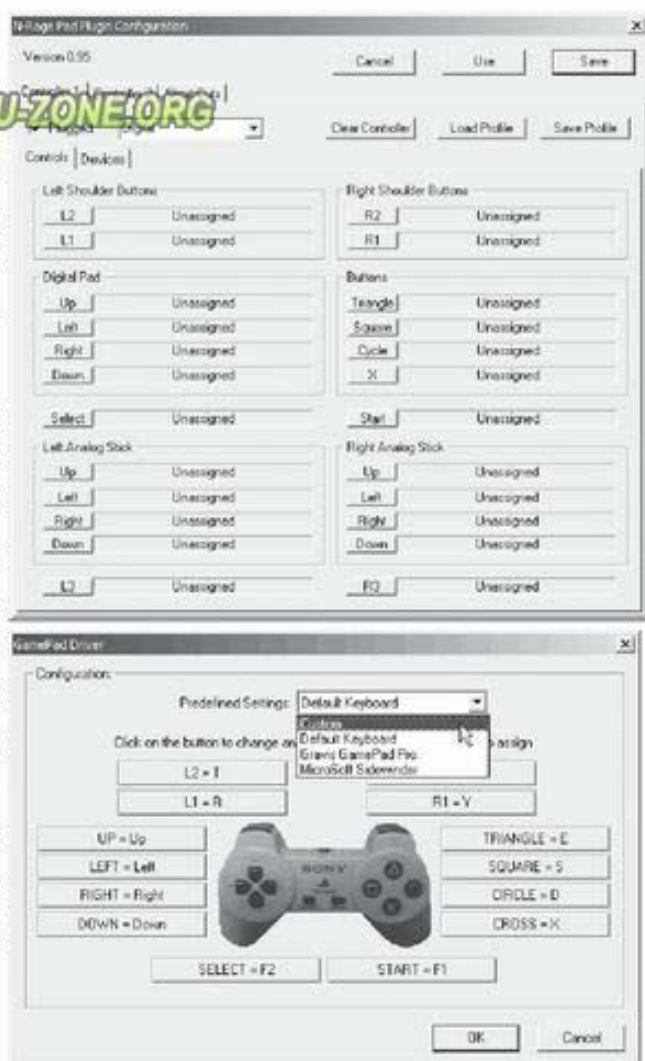 N-Rage Pad Plugin Configuration
Version 0.95
Cancel Use Save
Controller 1
U-ZONE.ORG
Clear Controller Load Profile Save Profile
Controls Devices
Left Shoulder Buttons Right Shoulder Buttons
L2 Unassigned R2 Unassigned
L1 Unassigned R1 Unassigned
Digital Pad Buttons
Up Unassigned Triangle Unassigned
Left Unassigned Square Unassigned
Right Unassigned Cycle Unassigned
Down Unassigned X Unassigned
Select Unassigned Start Unassigned
Left Analog Stick Right Analog Stick
Up Unassigned Up Unassigned
Left Unassigned Left Unassigned
Right Unassigned Right Unassigned
Down Unassigned Down Unassigned
L3 Unassigned R3 Unassigned
GamePad Driver
Configuration:
Predefined Settings: Default Keyboard
Custom
Default Keyboard
Gravis GamePad Pro
MicroSoft Sidewinder
Click on the button to change an assign
L2 = T
L1 = R R1 = Y
UP = Up TRIANGLE = E
LEFT = Left SQUARE = S
RIGHT = Right CIRCLE = D
DOWN = Down CROSS = X
SONY
SELECT = F2 START = F1
OK Cancel